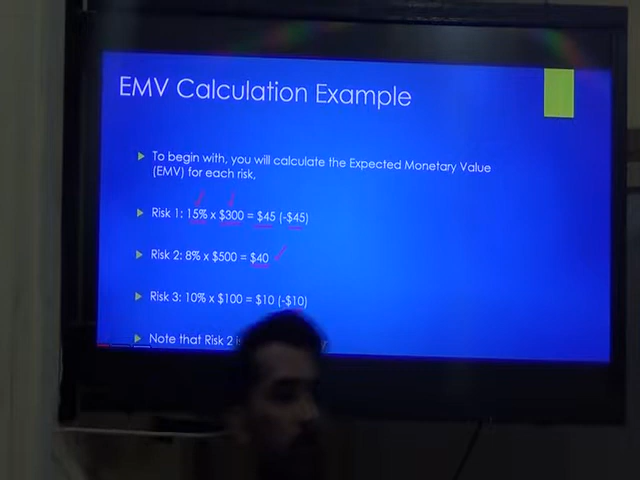 EMV Calculation Example
To begin with, you will calculate the Expected Monetary Value
(EMV) for each risk,
Risk 1: 15% x $300 = $45 (-$45)
Risk 2: 8% x $500 = $40
Risk 3: 10% x $100 = $10 (-$10)
Note that Risk 2